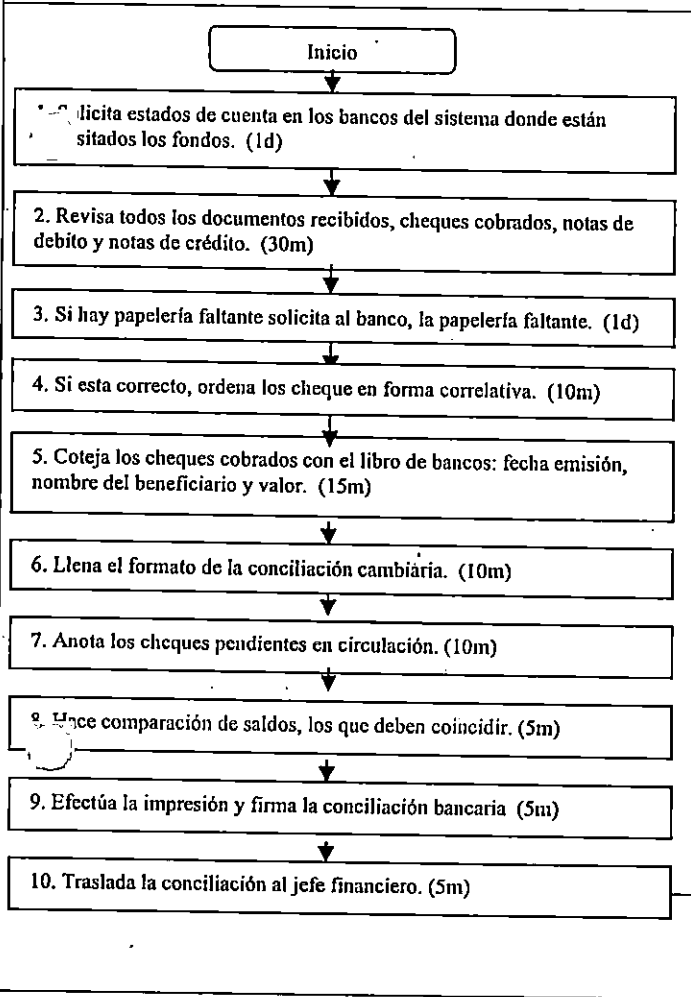 Inicio
licita estados de cuenta en los bancos del sistema donde están
sitados los fondos. (1d)
2. Revisa todos los documentos recibidos, cheques cobrados, notas de
debito y notas de crédito. (30m)
3. Si hay papelería faltante solicita al banco, la papelería faltante. (1d)
4. Si esta correcto, ordena los cheque en forma correlativa. (10m)
5. Coteja los cheques cobrados con el libro de bancos: fecha emisión,
nombre del beneficiario y valor. (15m)
6. Llena el formato de la conciliación cambiaria. (10m)
7. Anota los cheques pendientes en circulación. (10m)
8. Hace comparación de saldos, los que deben coincidir. (5m)
9. Efectúa la impresión y firma la conciliación bancaria (5m)
10. Traslada la conciliación al jefe financiero. (5m)